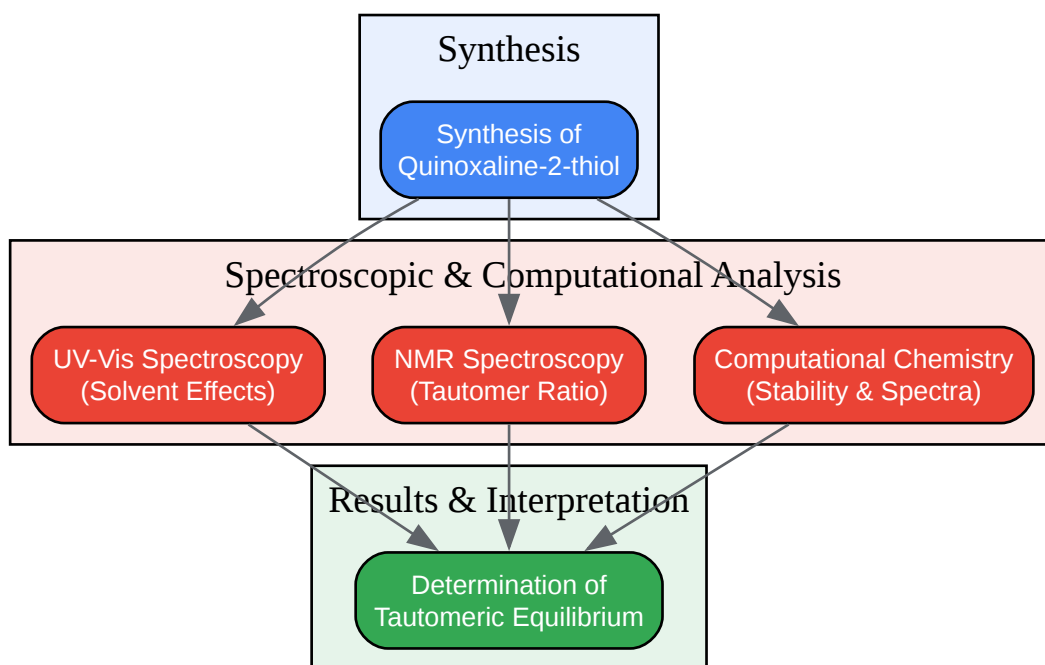 Synthesis
Synthesis of
Quinoxaline-2-thiol
Spectroscopic & Computational Analysis
UV-Vis Spectroscopy
(Solvent Effects)
NMR Spectroscopy
(Tautomer Ratio)
Computational Chemistry
(Stability & Spectra)
Results & Interpretation
Determination of
Tautomeric Equilibrium